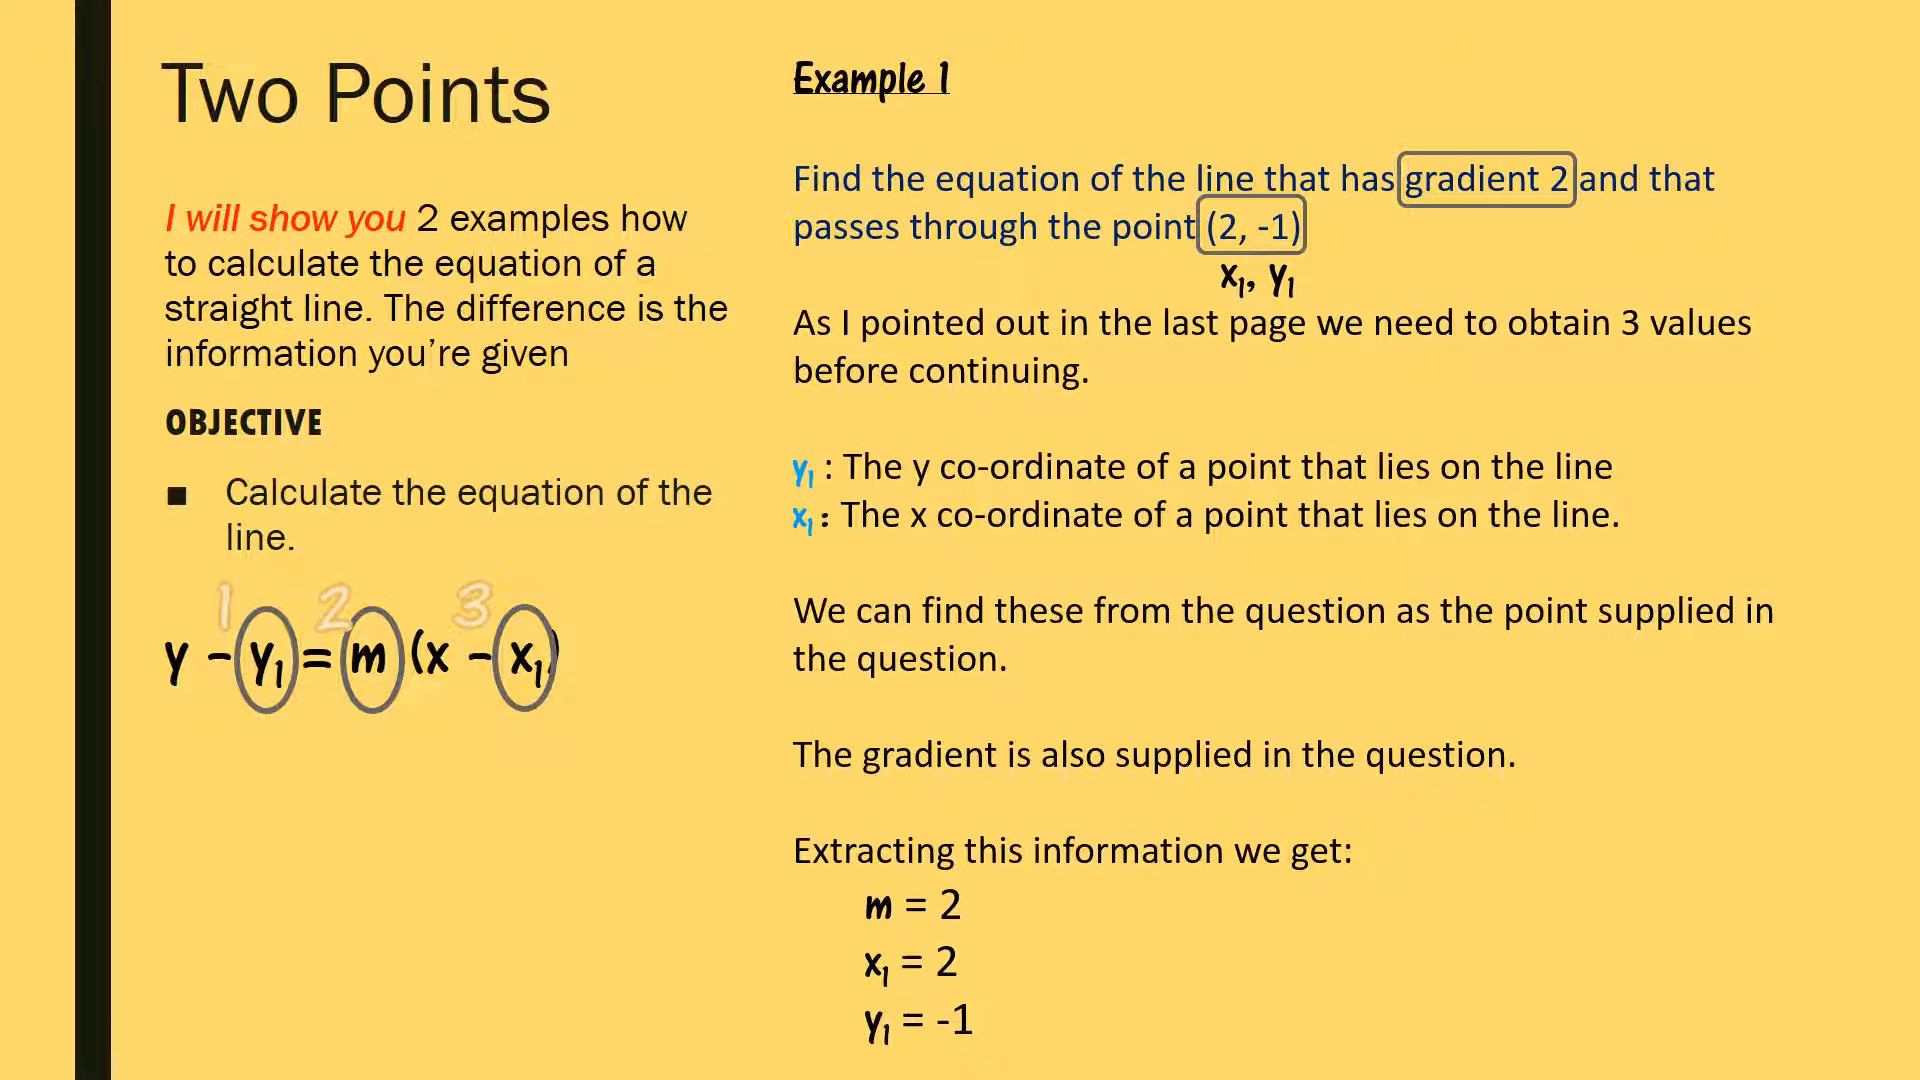 Two Points
I will show you 2 examples how
to calculate the equation of a
straight line. The difference is the
information you’re given
OBJECTIVE
■ Calculate the equation of the
line.
1 2 3
y - y₁ = m (x - x₁)
Example 1
Find the equation of the line that has gradient 2 and that
passes through the point (2, -1)
x₁, y₁
As I pointed out in the last page we need to obtain 3 values
before continuing.
y₁ : The y co-ordinate of a point that lies on the line
x₁ : The x co-ordinate of a point that lies on the line.
We can find these from the question as the point supplied in
the question.
The gradient is also supplied in the question.
Extracting this information we get:
m = 2
x₁ = 2
y₁ = -1